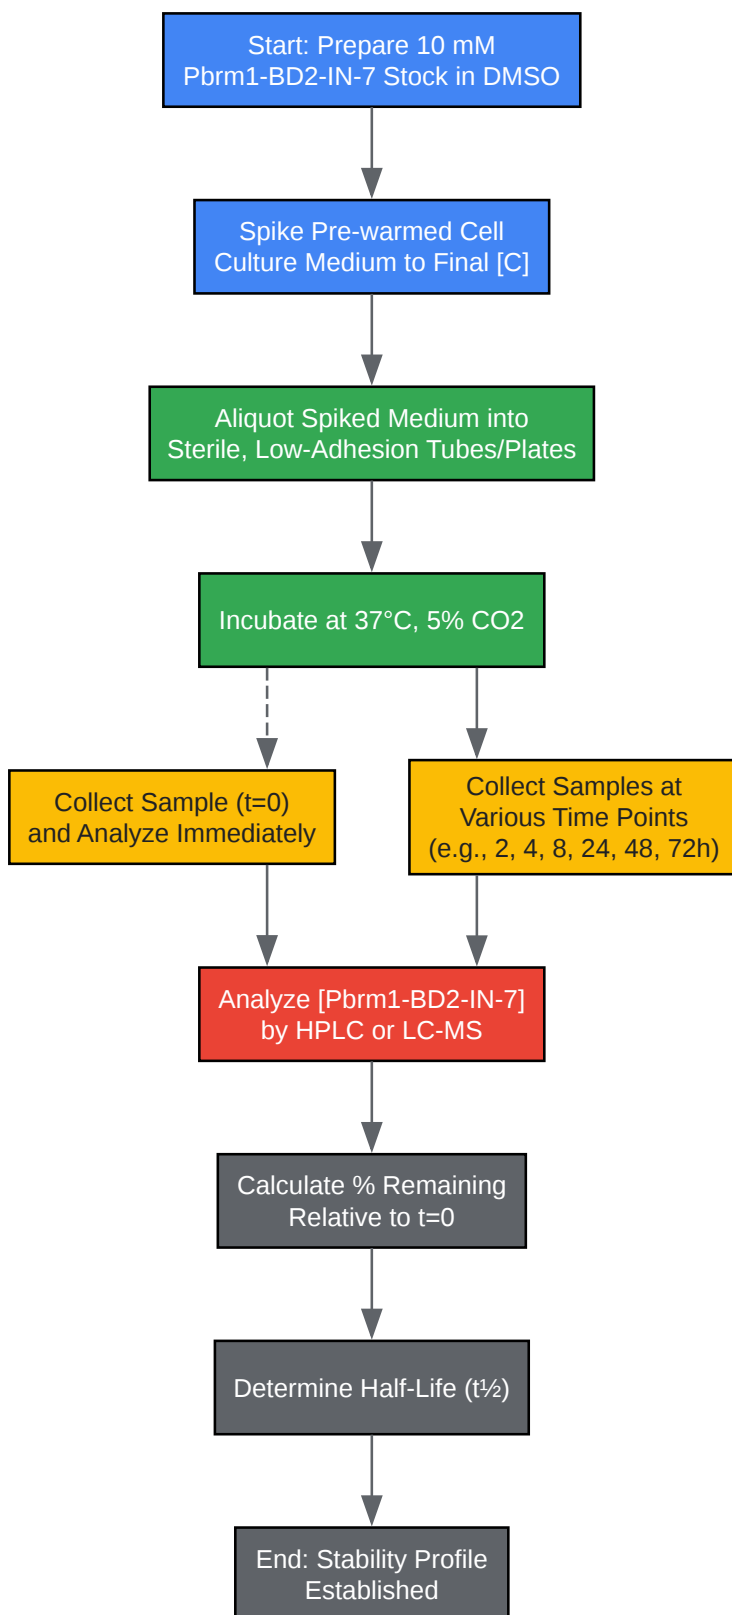 Start: Prepare 10 mM
Pbrm1-BD2-IN-7 Stock in DMSO
Spike Pre-warmed Cell
Culture Medium to Final [C]
Aliquot Spiked Medium into
Sterile, Low-Adhesion Tubes/Plates
Incubate at 37°C, 5% CO2
Collect Sample (t=0)
and Analyze Immediately
Collect Samples at
Various Time Points
(e.g., 2, 4, 8, 24, 48, 72h)
Analyze [Pbrm1-BD2-IN-7]
by HPLC or LC-MS
Calculate % Remaining
Relative to t=0
Determine Half-Life (t½)
End: Stability Profile
Established